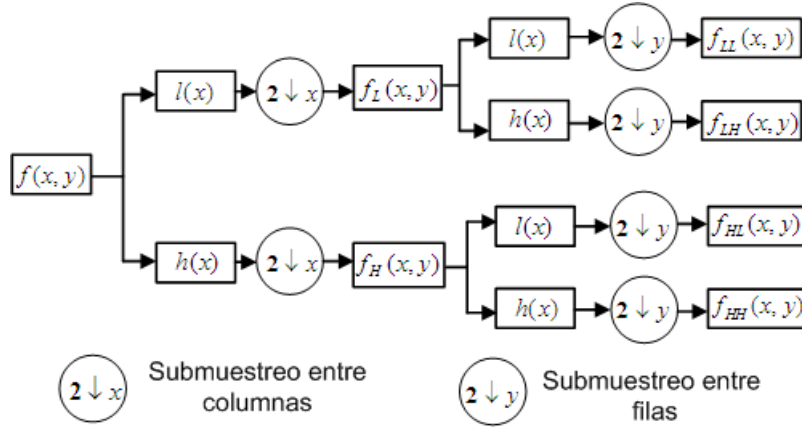 l(x) 2 ↓ y f_LL(x, y)
l(x) 2 ↓ x f_L(x, y)
h(x) 2 ↓ y f_LH(x, y)
f(x, y)
l(x) 2 ↓ y f_HL(x, y)
h(x) 2 ↓ x f_H(x, y)
h(x) 2 ↓ y f_HH(x, y)
2 ↓ x Submuestreo entre
columnas
2 ↓ y Submuestreo entre
filas